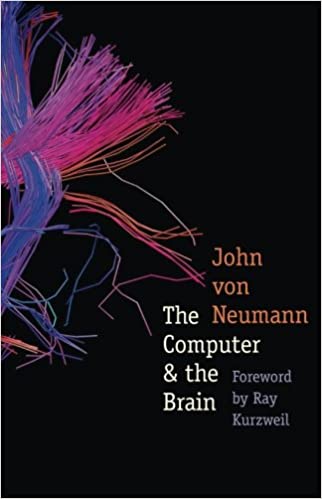 John
von
Neumann
The
Computer
& the
Brain
Foreword
by Ray
Kurzweil